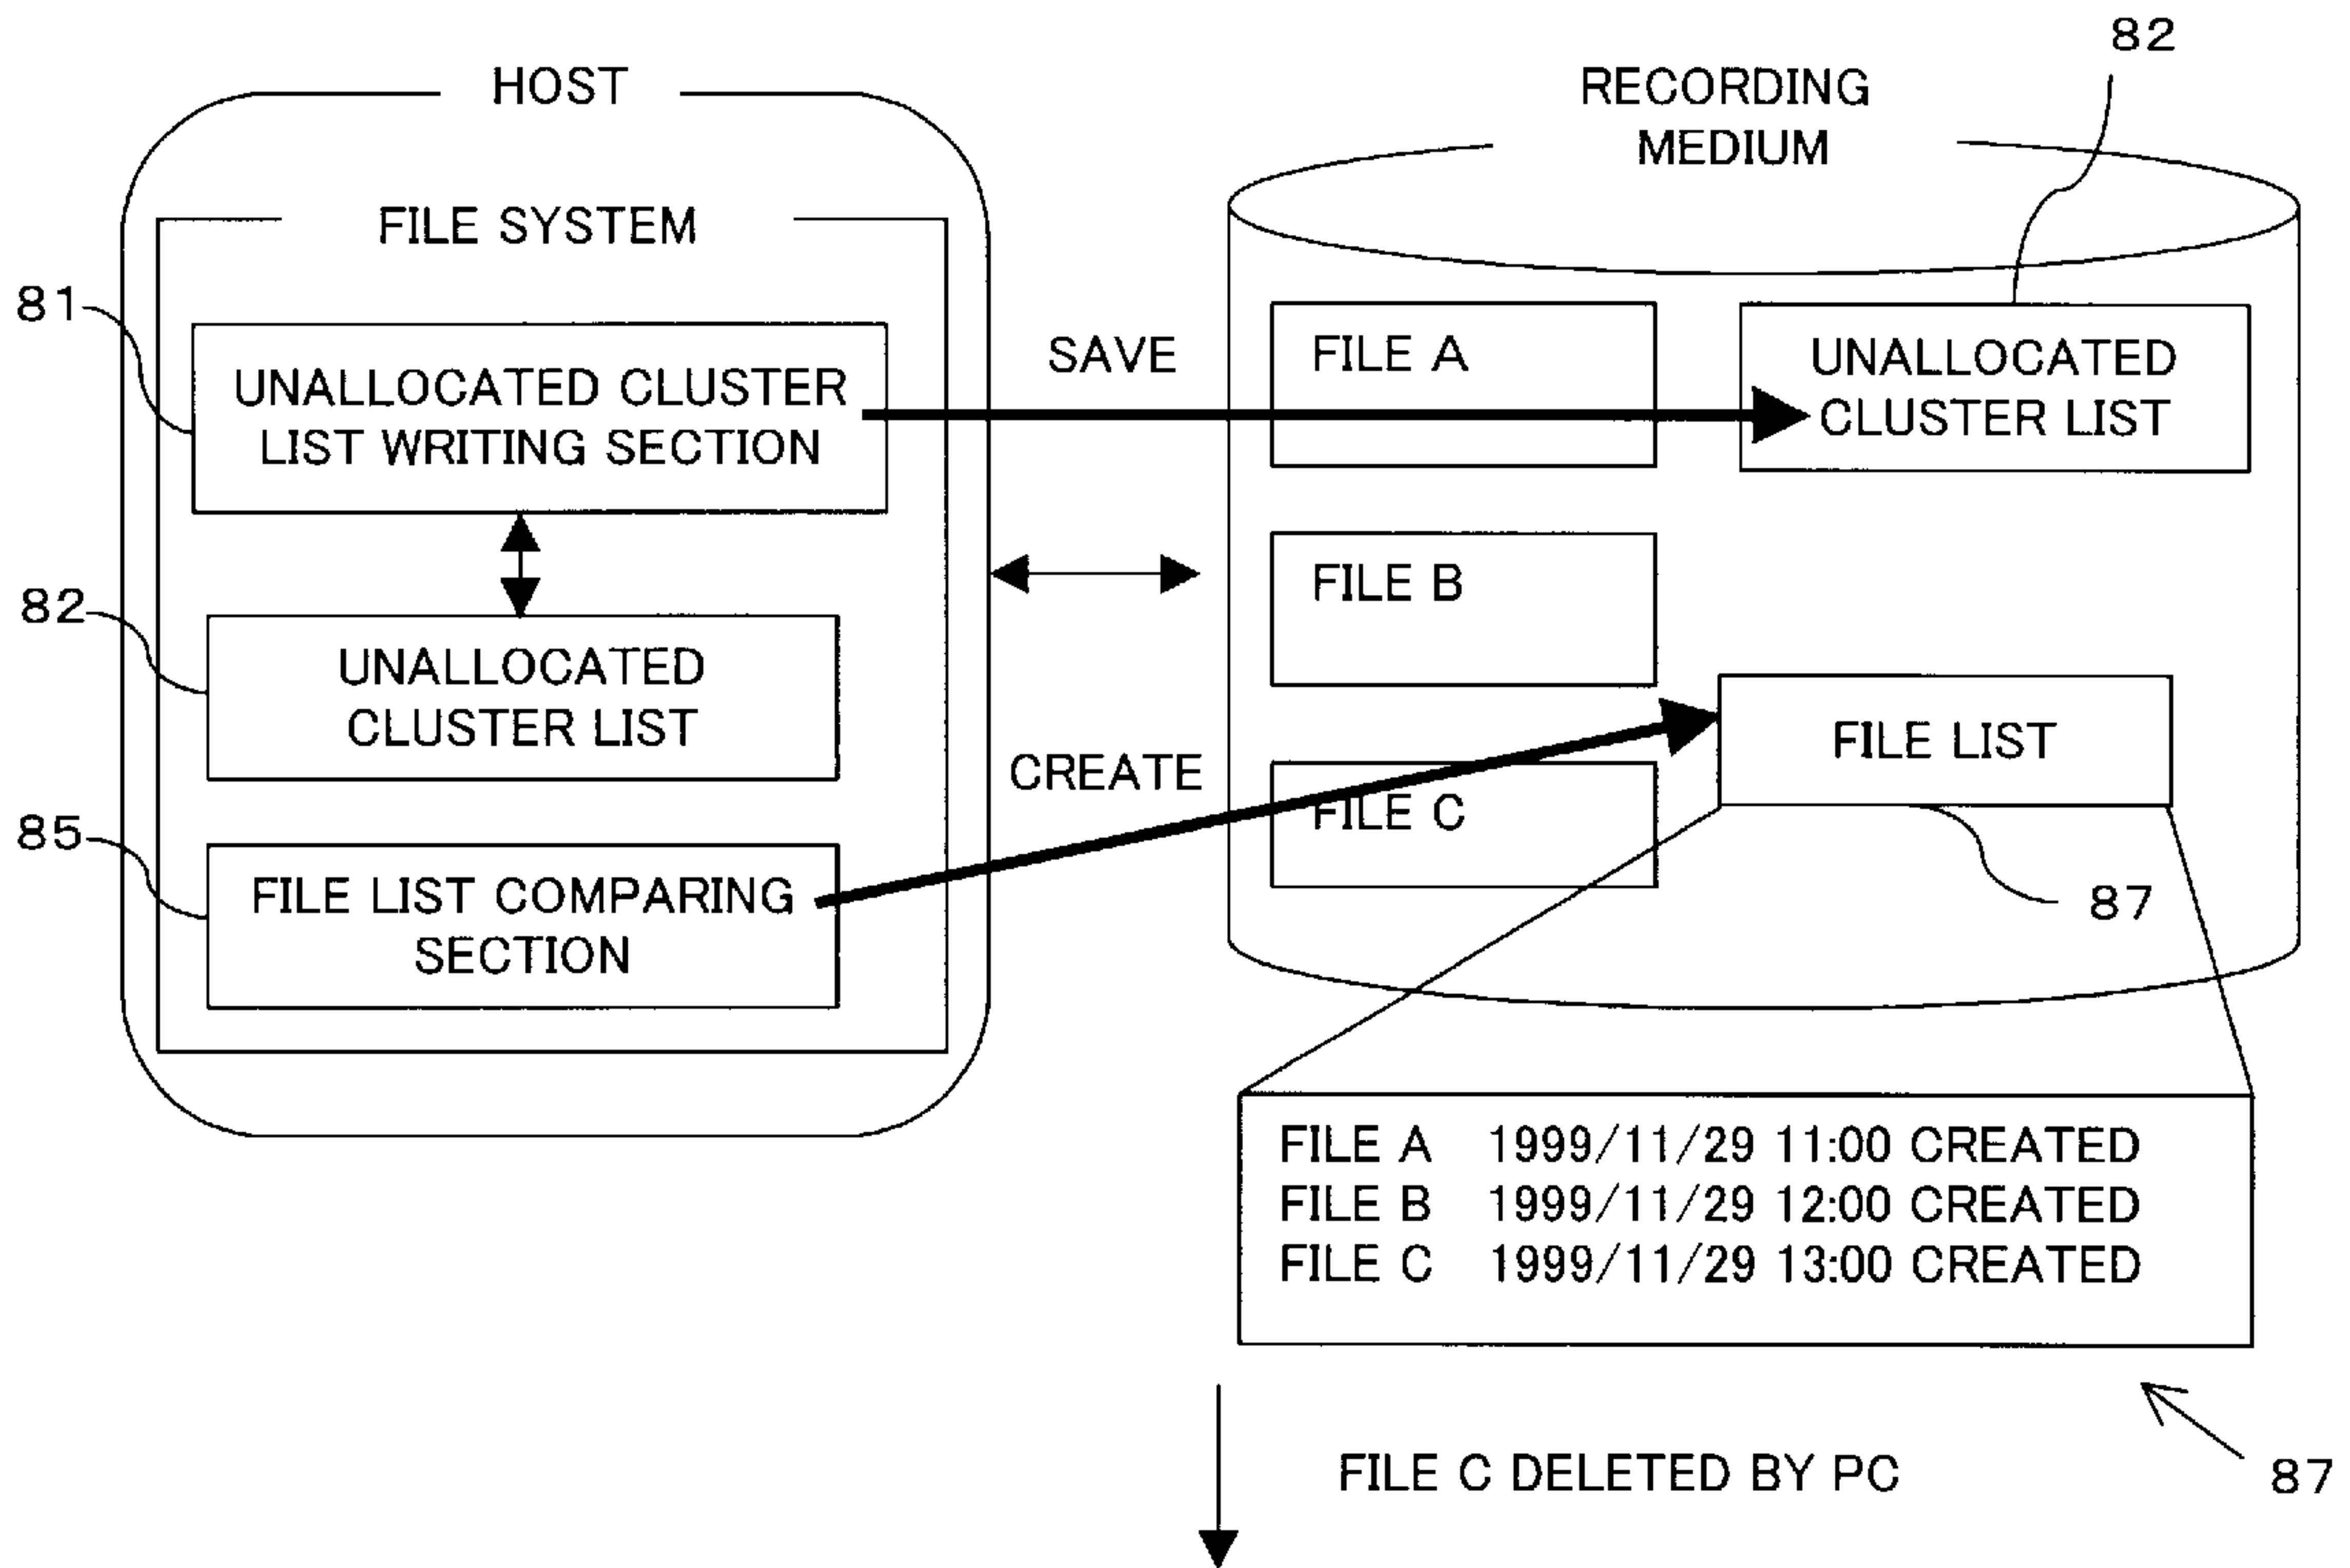 HOST
FILE SYSTEM
81
UNALLOCATED CLUSTER
LIST WRITING SECTION
82
UNALLOCATED
CLUSTER LIST
85
FILE LIST COMPARING
SECTION
SAVE
CREATE
RECORDING
MEDIUM
82
FILE A
UNALLOCATED
CLUSTER LIST
FILE B
FILE LIST
FILE C
87
FILE A 1999/11/29 11:00 CREATED
FILE B 1999/11/29 12:00 CREATED
FILE C 1999/11/29 13:00 CREATED
FILE C DELETED BY PC
87